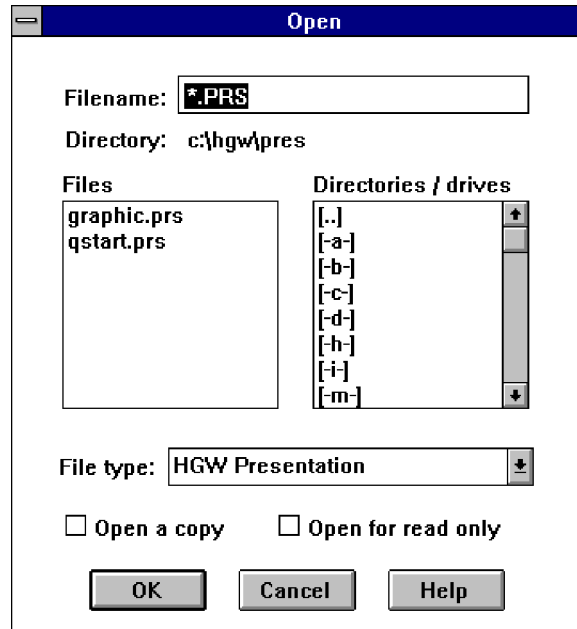 Open
Filename: *.PRS
Directory: c:\hgw\pres
Files
graphic.prs
qstart.prs
Directories / drives
[..]
[-a-]
[-b-]
[-c-]
[-d-]
[-h-]
[-i-]
[-m-]
File type: HGW Presentation
Open a copy
Open for read only
OK
Cancel
Help